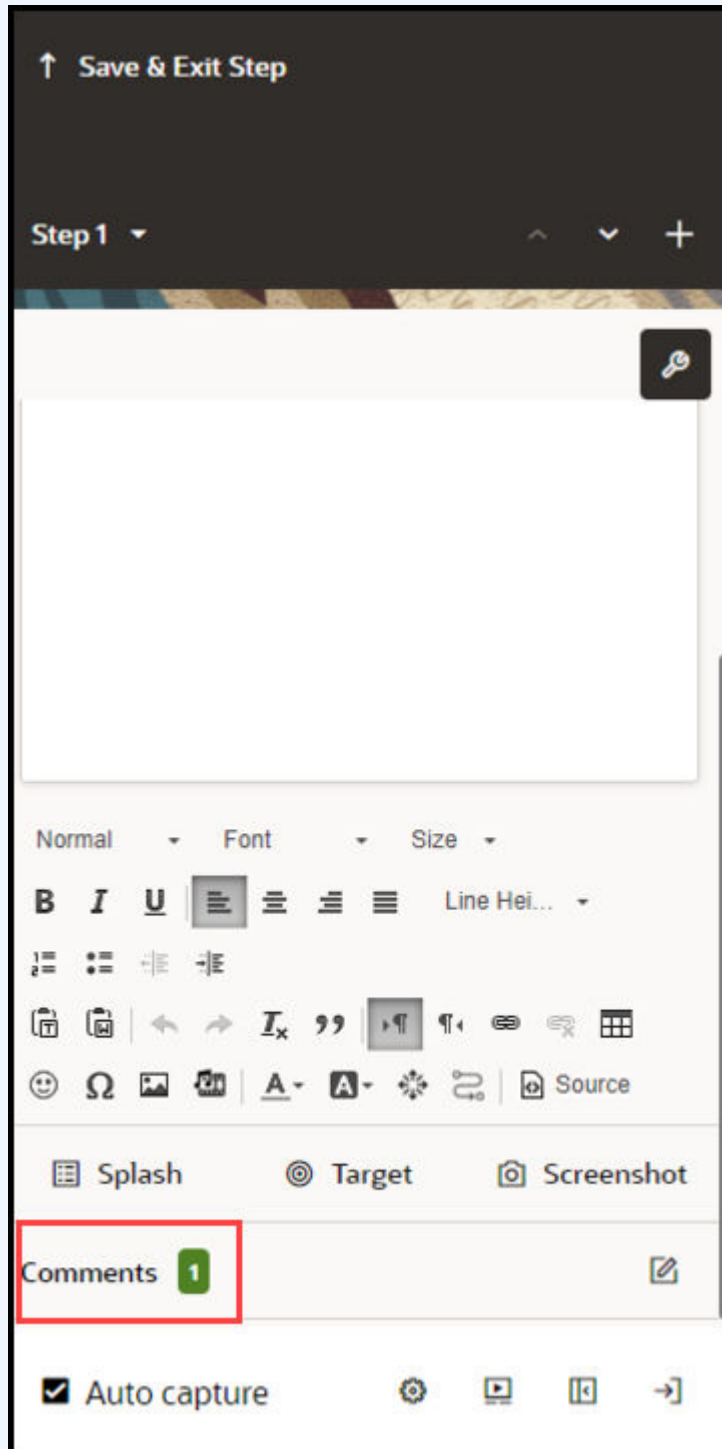 Save & Exit Step
Step 1
Normal Font Size
B I U Line Hei...
Source
Splash Target Screenshot
Comments 1
Auto capture